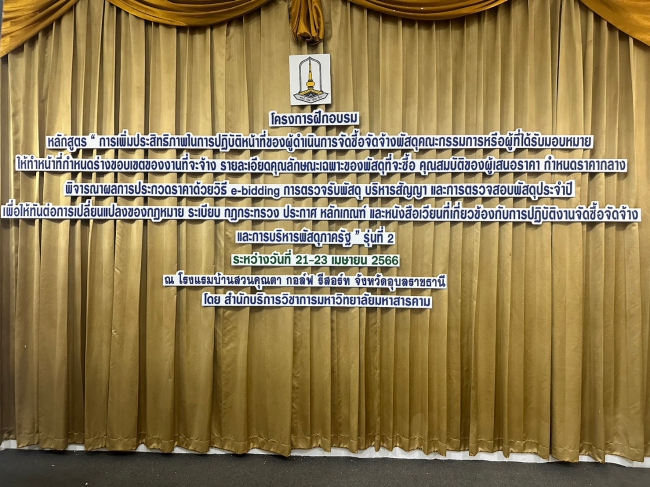 โครงการฝึกอบรม
หลักสูตร " การเพิ่มประสิทธิภาพในการปฏิบัติหน้าที่ของผู้ดำเนินการจัดซื้อจัดจ้างพัสดุคณะกรรมการหรือผู้ที่ได้รับมอบหมาย
ให้ทำหน้าที่กำหนดร่างขอบเขตของงานที่จะจ้าง รายละเอียดคุณลักษณะเฉพาะของพัสดุที่จะซื้อ คุณสมบัติของผู้เสนอราคา กำหนดราคากลาง
พิจารณาผลการประกวดราคาด้วยวิธี e-bidding การตรวจรับพัสดุ บริหารสัญญา และการตรวจสอบพัสดุประจำปี
เพื่อให้ทันต่อการเปลี่ยนแปลงของกฎหมาย ระเบียบ กฎกระทรวง ประกาศ หลักเกณฑ์ และหนังสือเวียนที่เกี่ยวข้องกับการปฏิบัติงานจัดซื้อจัดจ้าง
และการบริหารพัสดุภาครัฐ " รุ่นที่ 2
ระหว่างวันที่ 21-23 เมษายน 2566
ณ โรงแรมบ้านสวนคุณตา กอล์ฟ รีสอร์ท จังหวัดอุบลราชธานี
โดย สำนักบริการวิชาการมหาวิทยาลัยมหาสารคาม